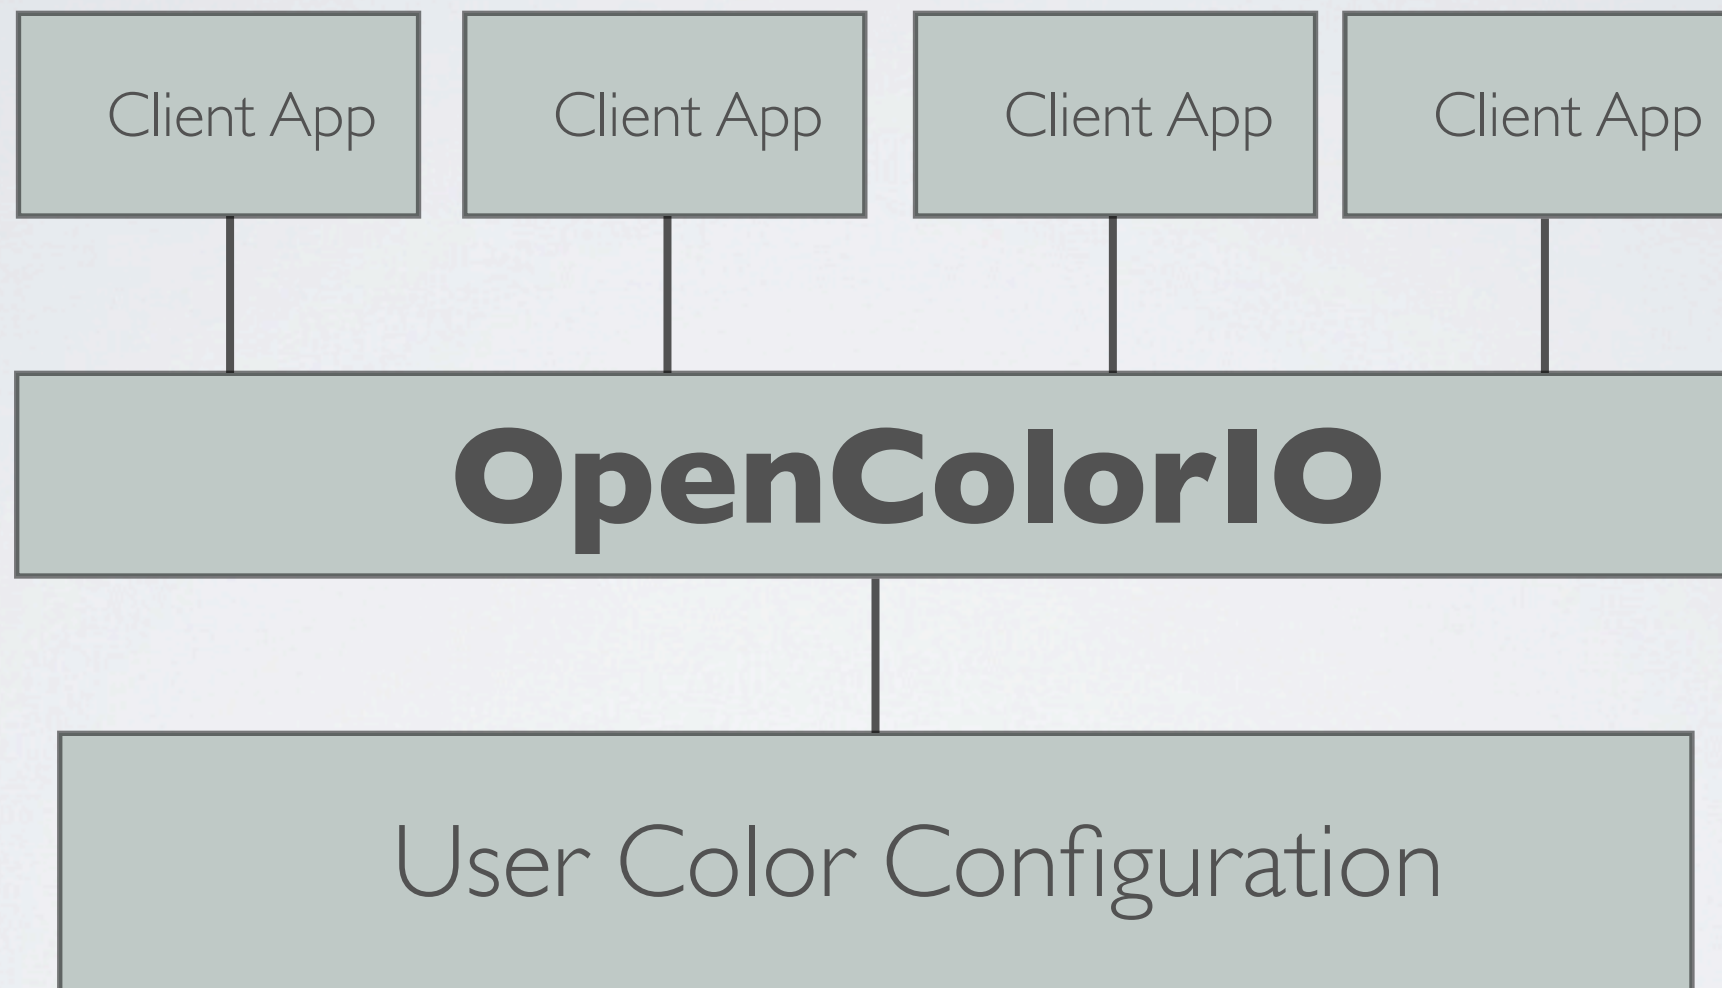 Client App
Client App
Client App
Client App
OpenColorIO
User Color Configuration